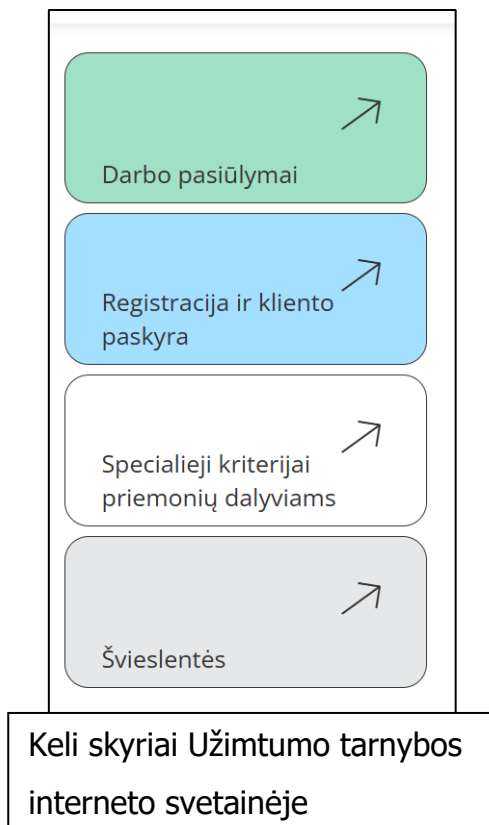 Darbo pasiūlymai
Registracija ir kliento
paskyra
Specialieji kriterijai
priemonių dalyviams
Švieslentės
Keli skyriai Užimtumo tarnybos
interneto svetainėje